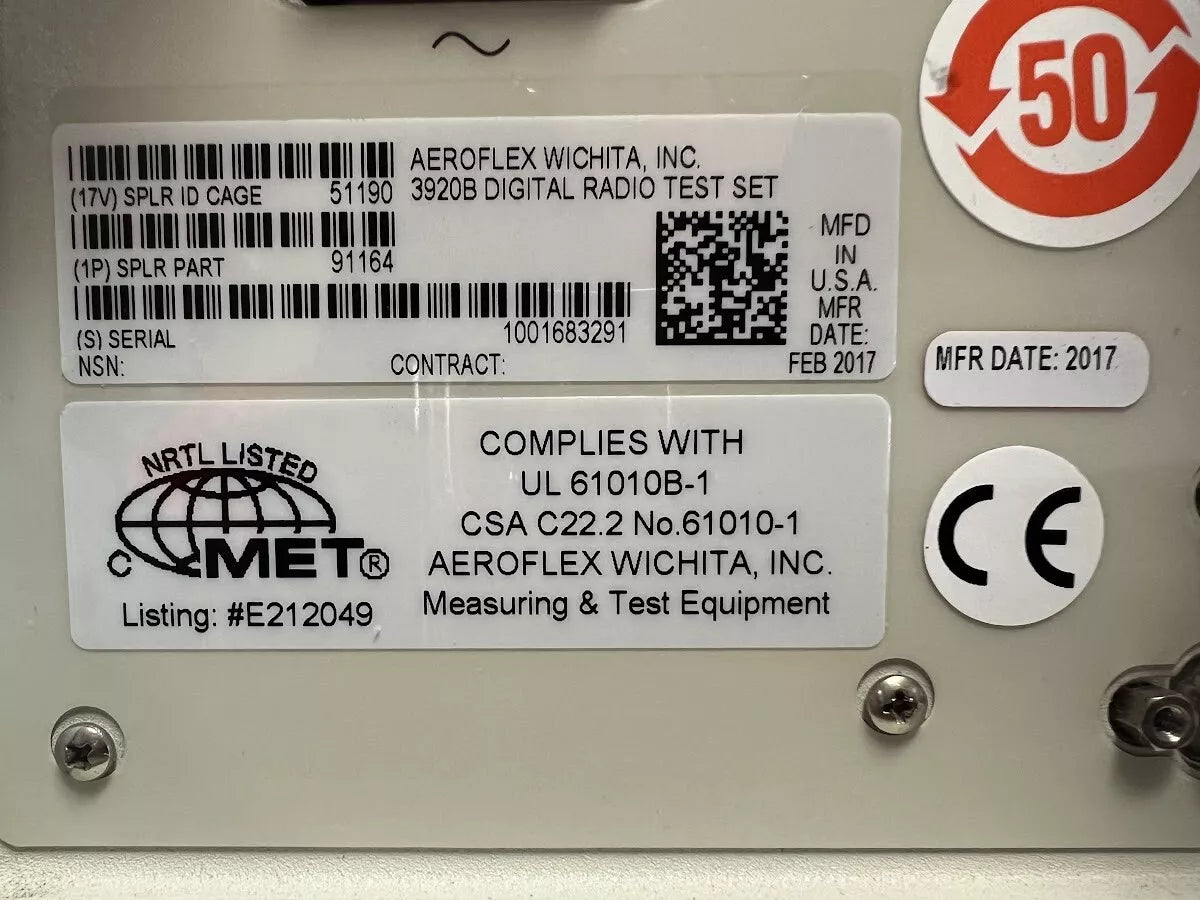 ~
50
AEROFLEX WICHITA, INC.
(17V) SPLR ID CAGE 51190
3920B DIGITAL RADIO TEST SET
(1P) SPLR PART 91164
(S) SERIAL 1001683291
NSN:
CONTRACT:
MFD
IN
U.S.A.
MFR
DATE:
FEB 2017
MFR DATE: 2017
NRTL LISTED
C MET®
Listing: #E212049
COMPLIES WITH
UL 61010B-1
CSA C22.2 No.61010-1
AEROFLEX WICHITA, INC.
Measuring & Test Equipment
CE